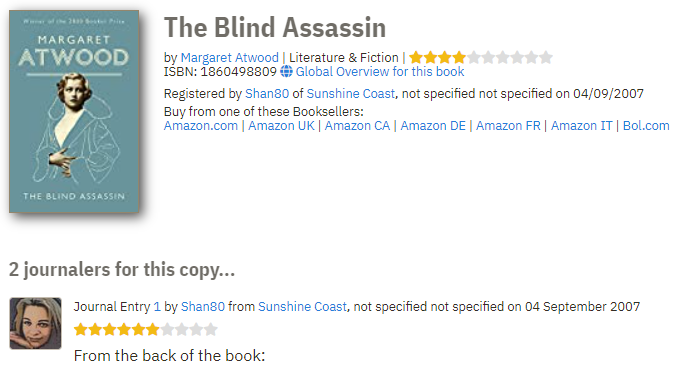 Winner of the 2000 Booker Prize
MARGARET
ATWOOD
THE BLIND ASSASSIN
The Blind Assassin
by Margaret Atwood | Literature & Fiction |
ISBN: 1860498809 Global Overview for this book
Registered by Shan80 of Sunshine Coast, not specified not specified on 04/09/2007
Buy from one of these Booksellers:
Amazon.com | Amazon UK | Amazon CA | Amazon DE | Amazon FR | Amazon IT | Bol.com
2 journalers for this copy...
Journal Entry 1 by Shan80 from Sunshine Coast, not specified not specified on 04 September 2007
From the back of the book: